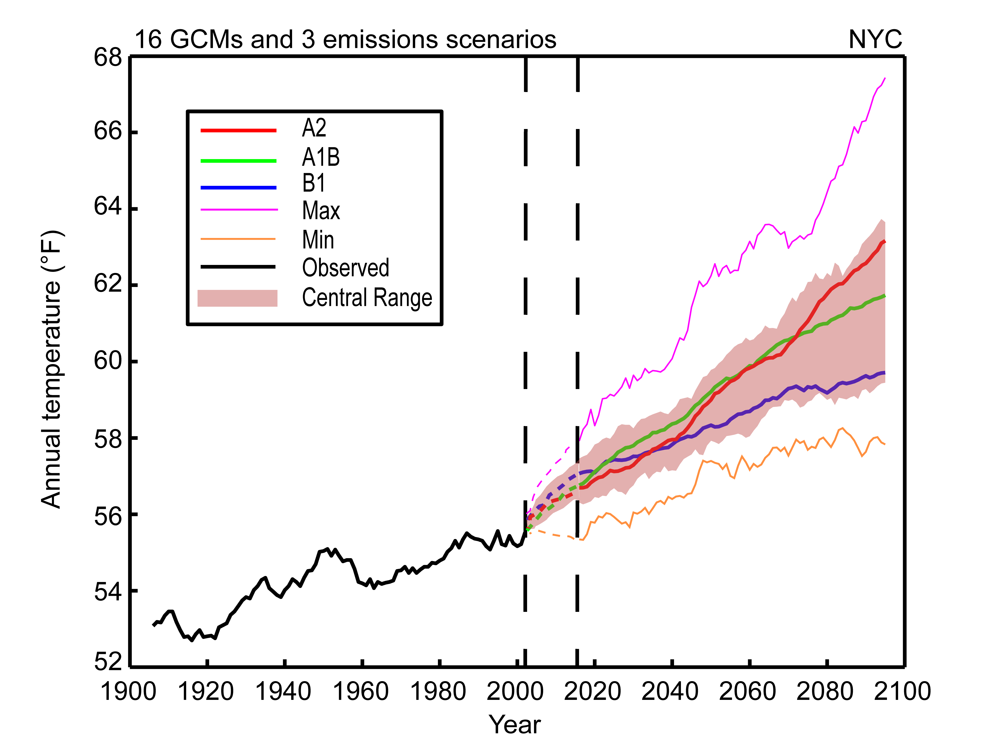 16 GCMs and 3 emissions scenarios
NYC
68
66
64
62
60
58
56
54
52
Annual temperature (°F)
A2
A1B
B1
Max
Min
Observed
Central Range
1900 1920 1940 1960 1980 2000 2020 2040 2060 2080 2100
Year